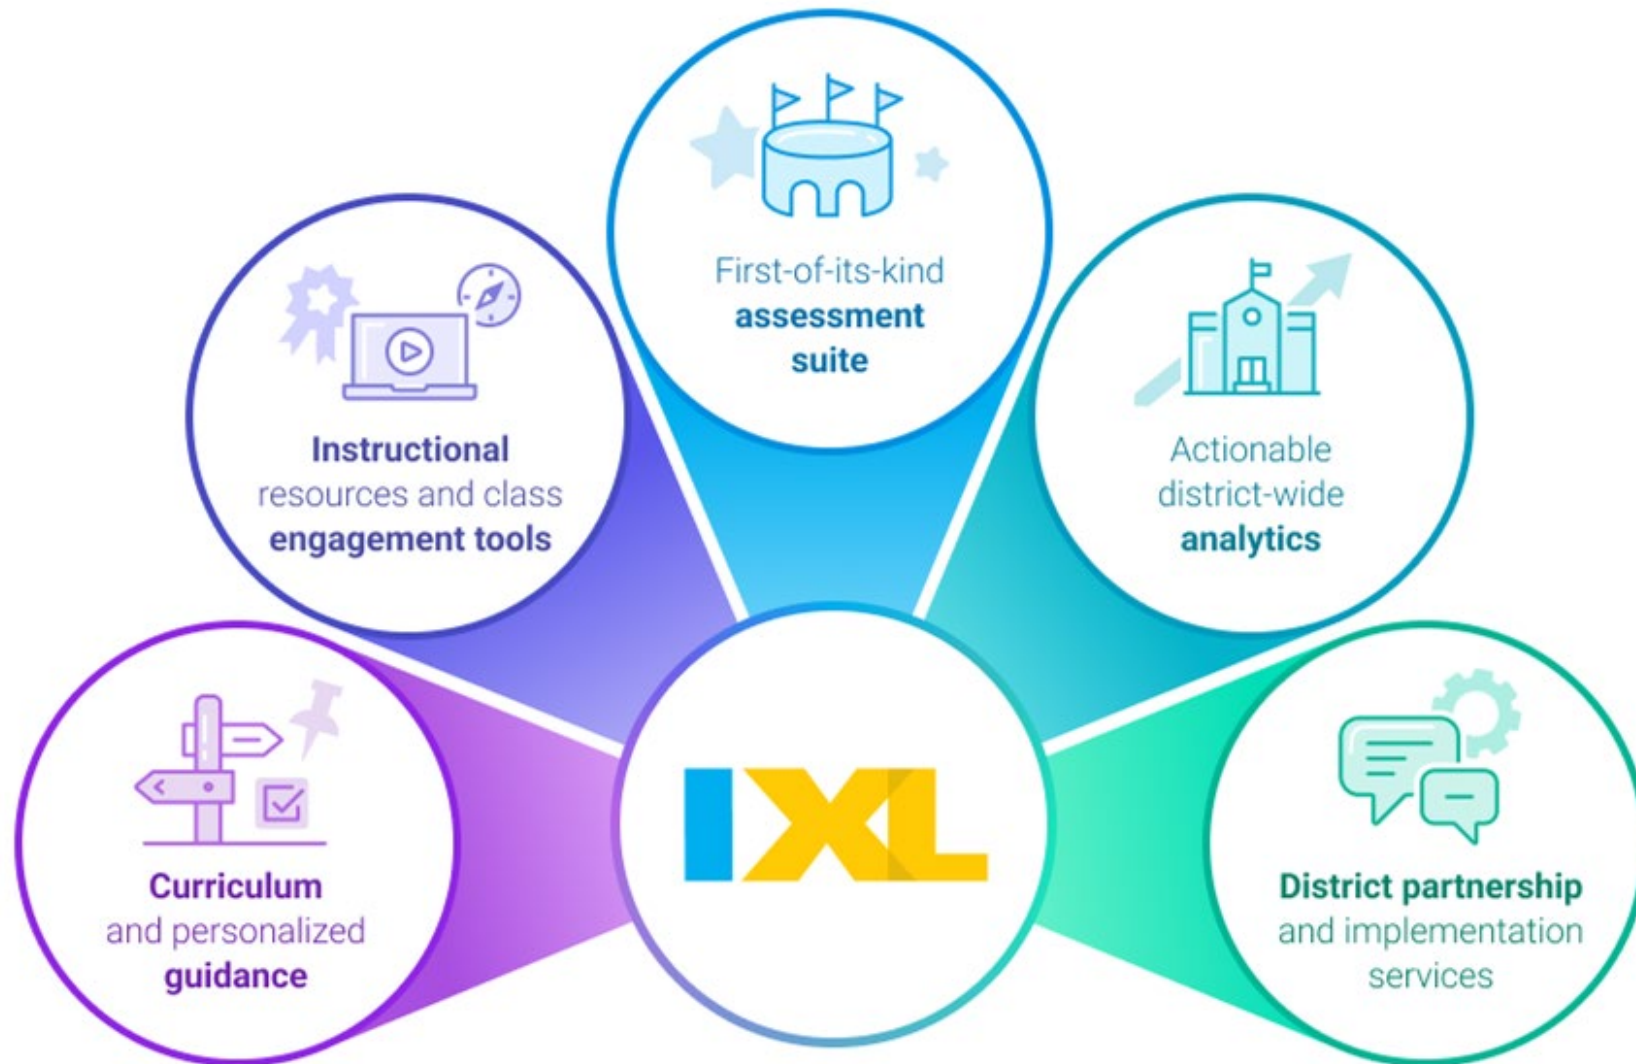 First-of-its-kind
assessment
suite
Instructional
resources and class
engagement tools
Actionable
district-wide
analytics
Curriculum
and personalized
guidance
IXL
District partnership
and implementation
services